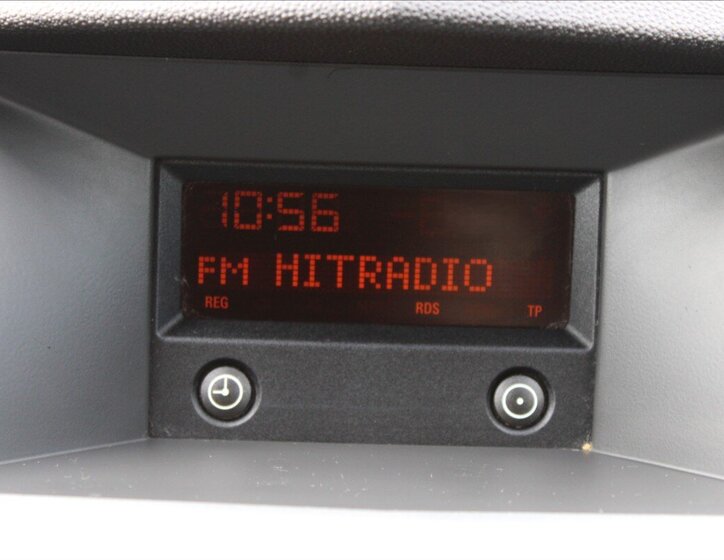 10:56
FM HITRADIO
REG RDS TP